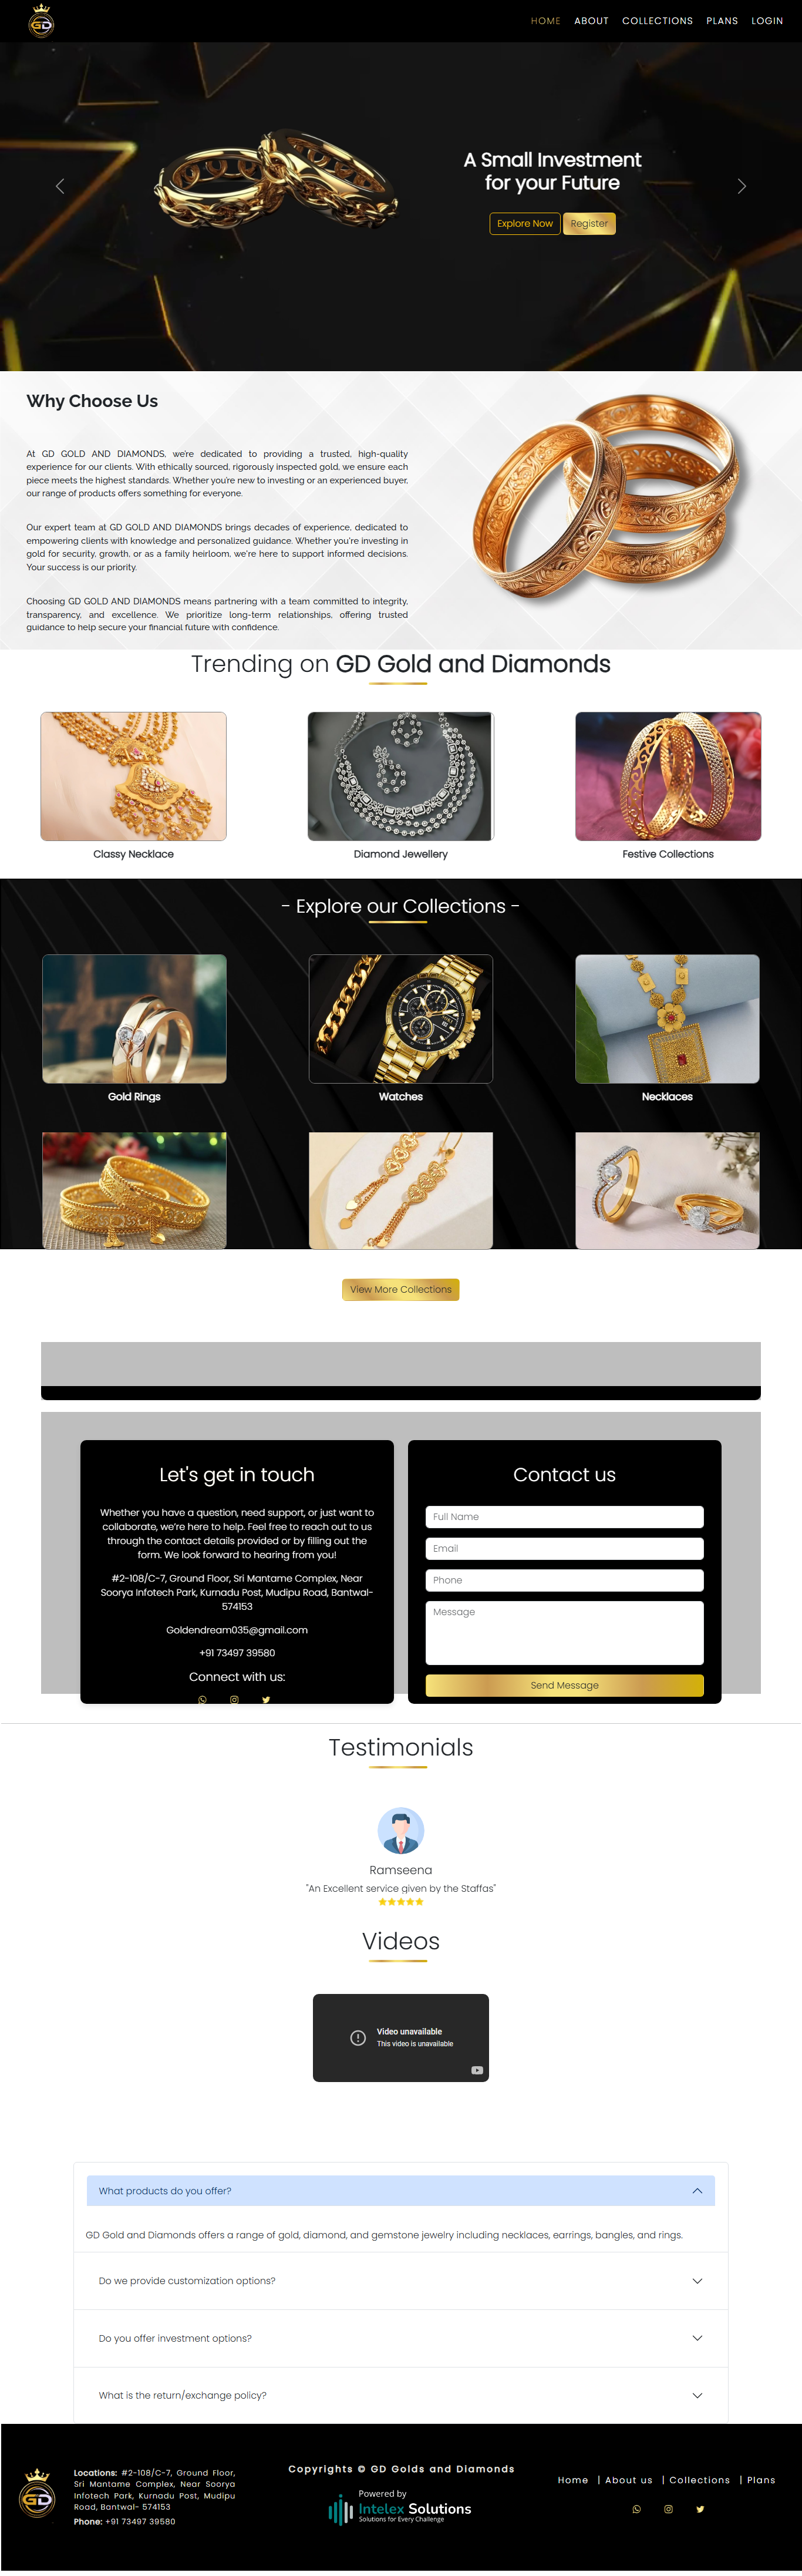 GD
HOME ABOUT COLLECTIONS PLANS LOGIN
A Small Investment
for your Future
Explore Now Register
Why Choose Us
At GD GOLD AND DIAMONDS, we’re dedicated to providing a trusted, high-quality
experience for our clients. With ethically sourced, rigorously inspected gold, we ensure each
piece meets the highest standards. Whether you’re new to investing or an experienced buyer,
our range of products offers something for everyone.
Our expert team at GD GOLD AND DIAMONDS brings decades of experience, dedicated to
empowering clients with knowledge and personalized guidance. Whether you're investing in
gold for security, growth, or as a family heirloom, we're here to support informed decisions.
Your success is our priority.
Choosing GD GOLD AND DIAMONDS means partnering with a team committed to integrity,
transparency, and excellence. We prioritize long-term relationships, offering trusted
guidance to help secure your financial future with confidence.
Trending on GD Gold and Diamonds
Classy Necklace
Diamond Jewellery
Festive Collections
- Explore our Collections -
Gold Rings
Watches
Necklaces
View More Collections
Let's get in touch
Whether you have a question, need support, or just want to
collaborate, we’re here to help. Feel free to reach out to us
through the contact details provided or by filling out the
form. We look forward to hearing from you!
#2-108/C-7, Ground Floor, Sri Mantame Complex, Near
Soorya Infotech Park, Kurnadu Post, Mudipu Road, Bantwal-
574153
Goldendream035@gmail.com
+91 73497 39580
Connect with us:
Contact us
Full Name
Email
Phone
Message
Send Message
Testimonials
Ramseena
"An Excellent service given by the Staffas"
Videos
Video unavailable
This video is unavailable
What products do you offer?
GD Gold and Diamonds offers a range of gold, diamond, and gemstone jewelry including necklaces, earrings, bangles, and rings.
Do we provide customization options?
Do you offer investment options?
What is the return/exchange policy?
GD
Locations: #2-108/C-7, Ground Floor,
Sri Mantame Complex, Near Soorya
Infotech Park, Kurnadu Post, Mudipu
Road, Bantwal- 574153
Phone: +91 73497 39580
Copyrights © GD Golds and Diamonds
Powered by
Intelex Solutions
Solutions for Every Challenge
Home | About us | Collections | Plans